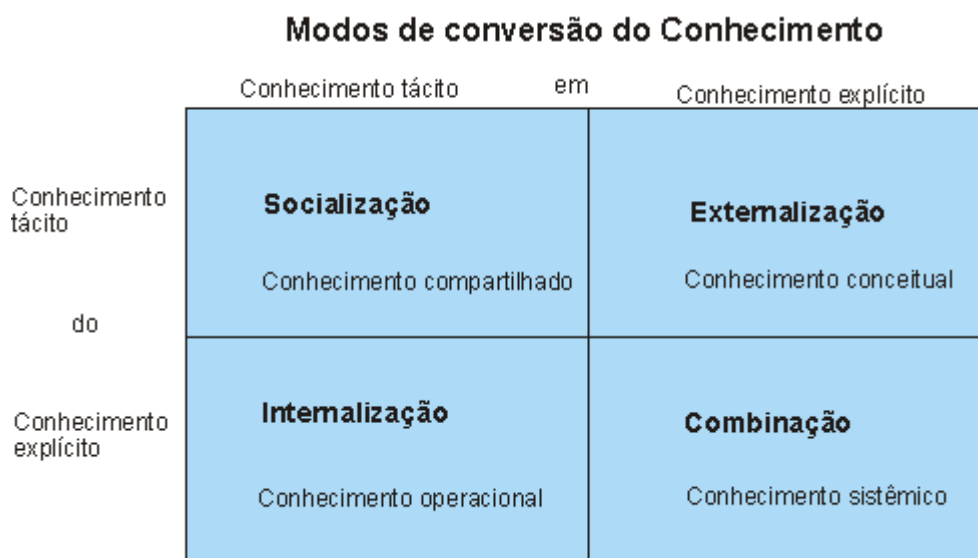 Modos de conversão do Conhecimento
Conhecimento tácito em Conhecimento explícito
Conhecimento
tácito
Socialização
Conhecimento compartilhado
Externalização
Conhecimento conceitual
do
Conhecimento
explícito
Internalização
Conhecimento operacional
Combinação
Conhecimento sistêmico